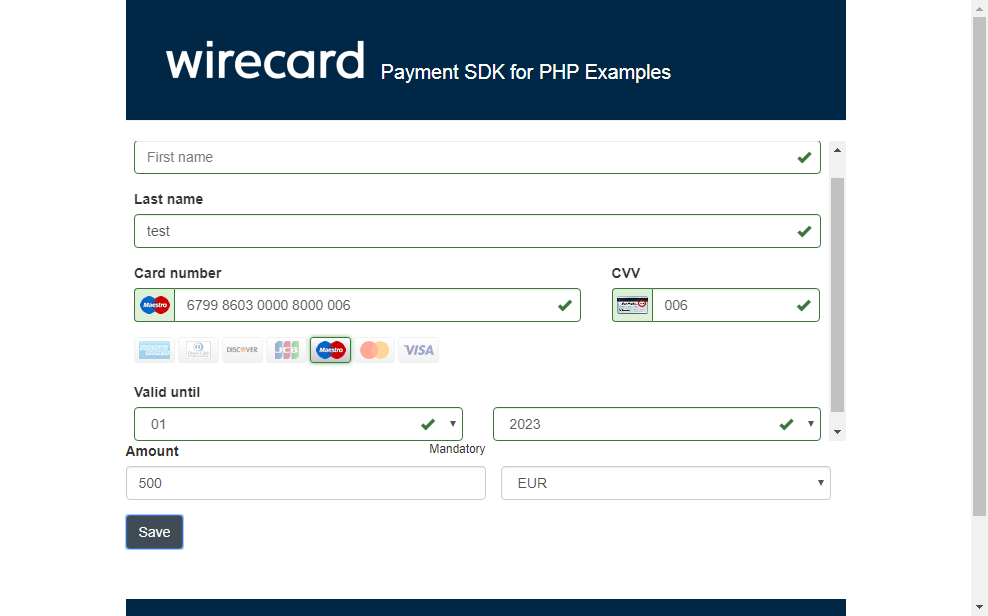 wirecard Payment SDK for PHP Examples
First name
Last name
test
Card number CVV
Maestro 6799 8603 0000 8000 006 006
DISCOVER JCB Maestro VISA
Valid until
01 2023
Amount Mandatory
500 EUR
Save